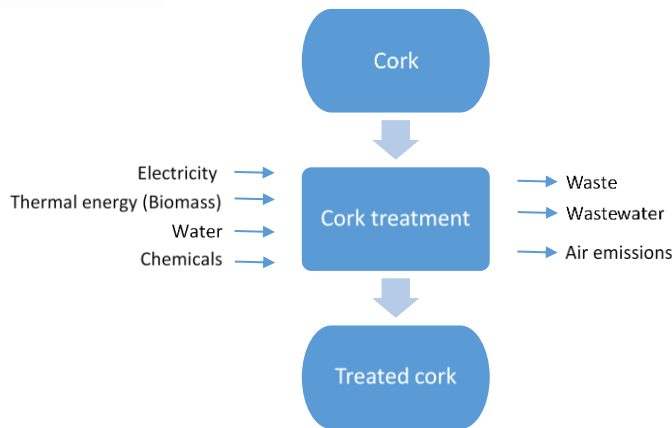 Cork
Electricity
Thermal energy (Biomass)
Water
Chemicals
Cork treatment
Waste
Wastewater
Air emissions
Treated cork